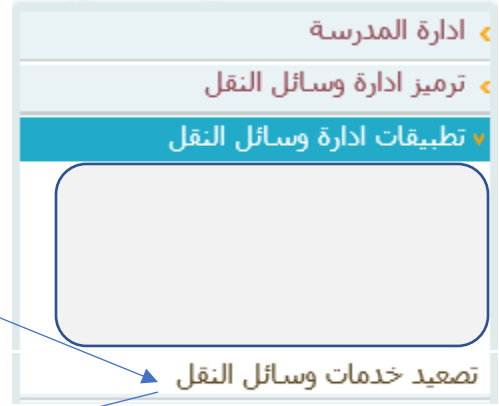 ادارة المدرسة
ترميز ادارة وسائل النقل
تطبيقات ادارة وسائل النقل
تصعيد خدمات وسائل النقل